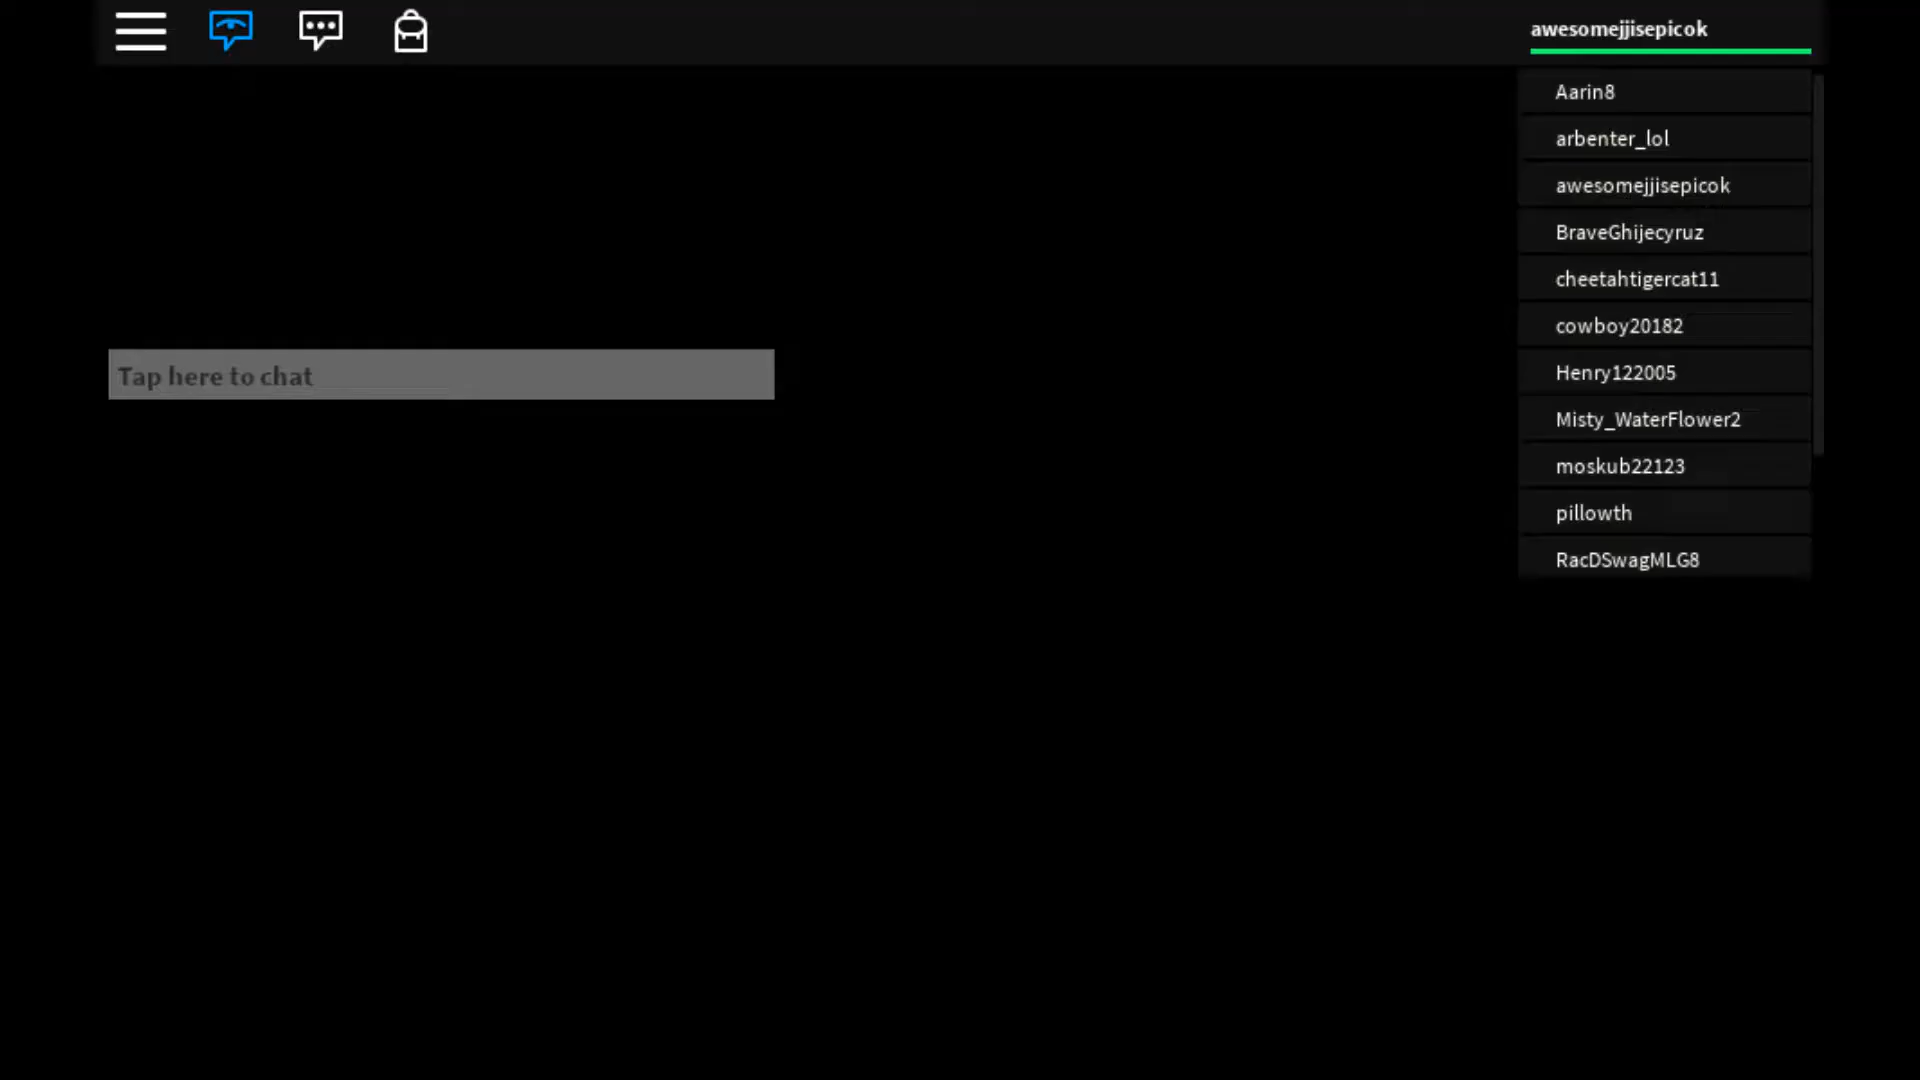 awesomejjisepicok
Aarin8
arbenter_lol
awesomejjisepicok
BraveGhijecyruz
cheetahtigercat11
cowboy20182
Henry122005
Misty_WaterFlower2
moskub22123
pillowth
RacDSwagMLG8
Tap here to chat